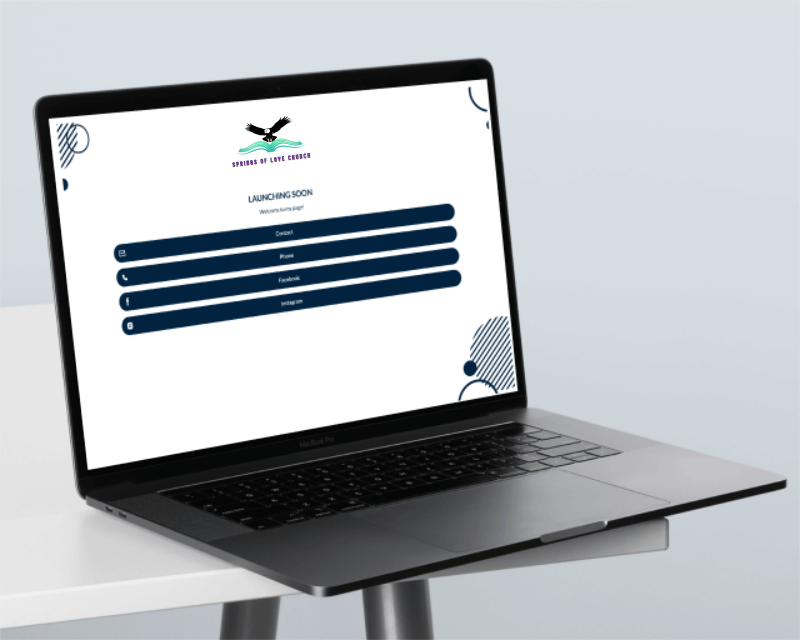 SPRINGS OF LOVE CHURCH
LAUNCHING SOON
Welcome to my page!
Contact
Phone
Facebook
Instagram
MacBook Pro